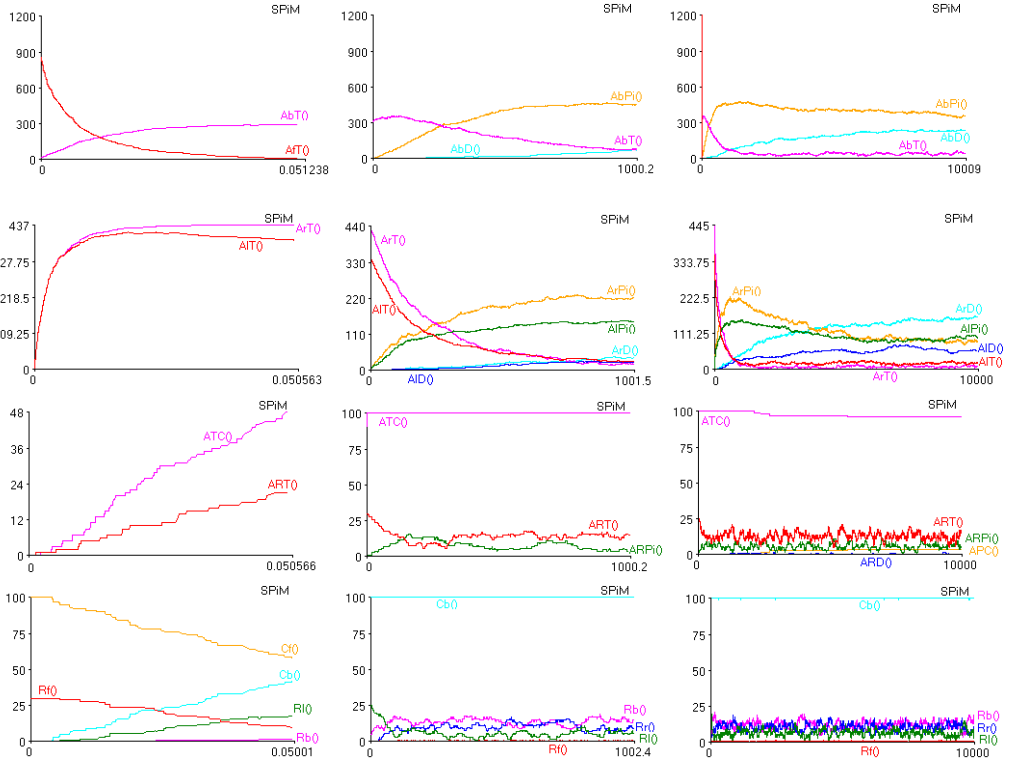 SPiM
1200
900
600
300
0
AbT()
AfT()
0
0.051238
SPiM
1200
900
600
300
0
AbPi()
AbT()
AbD()
0
1000.2
SPiM
1200
900
600
300
0
AbPi()
AbD()
AbT()
0
10009
SPiM
437
27.75
218.5
09.25
0
ArT()
AlT()
0
0.050563
SPiM
440
330
220
110
0
ArT()
AlT()
ArPi()
AlPi()
ArD()
AlD()
0
1001.5
SPiM
445
333.75
222.5
111.25
0
ArPi()
ArD()
AlPi()
AlD()
AlT()
ArT()
0
10000
SPiM
48
36
24
12
0
ATC()
ART()
0
0.050566
SPiM
100
75
50
25
0
ATC()
ART()
ARPi()
0
1000.2
SPiM
100
75
50
25
0
ATC()
ART()
ARPi()
APC()
ARD()
0
10000
SPiM
100
75
50
25
0
Cf()
Cb()
Rf()
Rl()
Rb()
0
0.05001
SPiM
100
75
50
25
0
Cb()
Rb()
Rr()
Rl()
Rf()
0
1002.4
SPiM
100
75
50
25
0
Cb()
Rb()
Rr()
Rl()
Rf()
0
10000